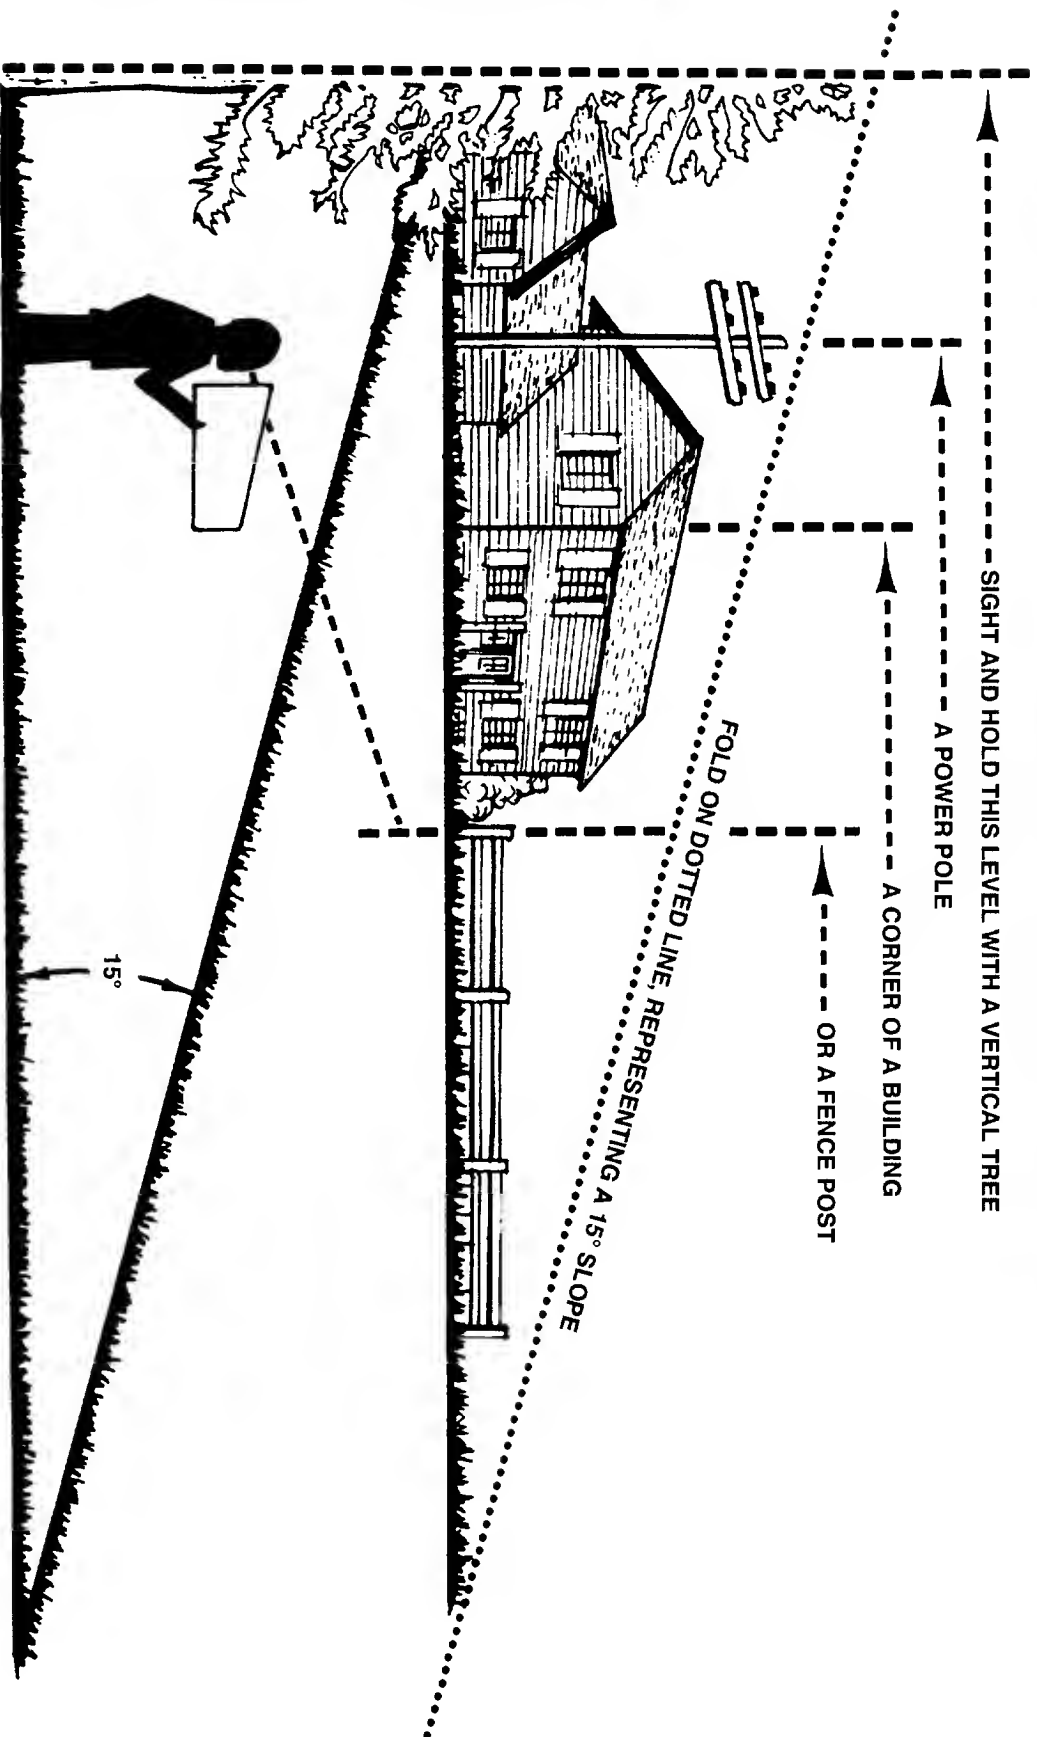 SIGHT AND HOLD THIS LEVEL WITH A VERTICAL TREE
A POWER POLE
A CORNER OF A BUILDING
OR A FENCE POST
FOLD ON DOTTED LINE, REPRESENTING A 15° SLOPE
15°